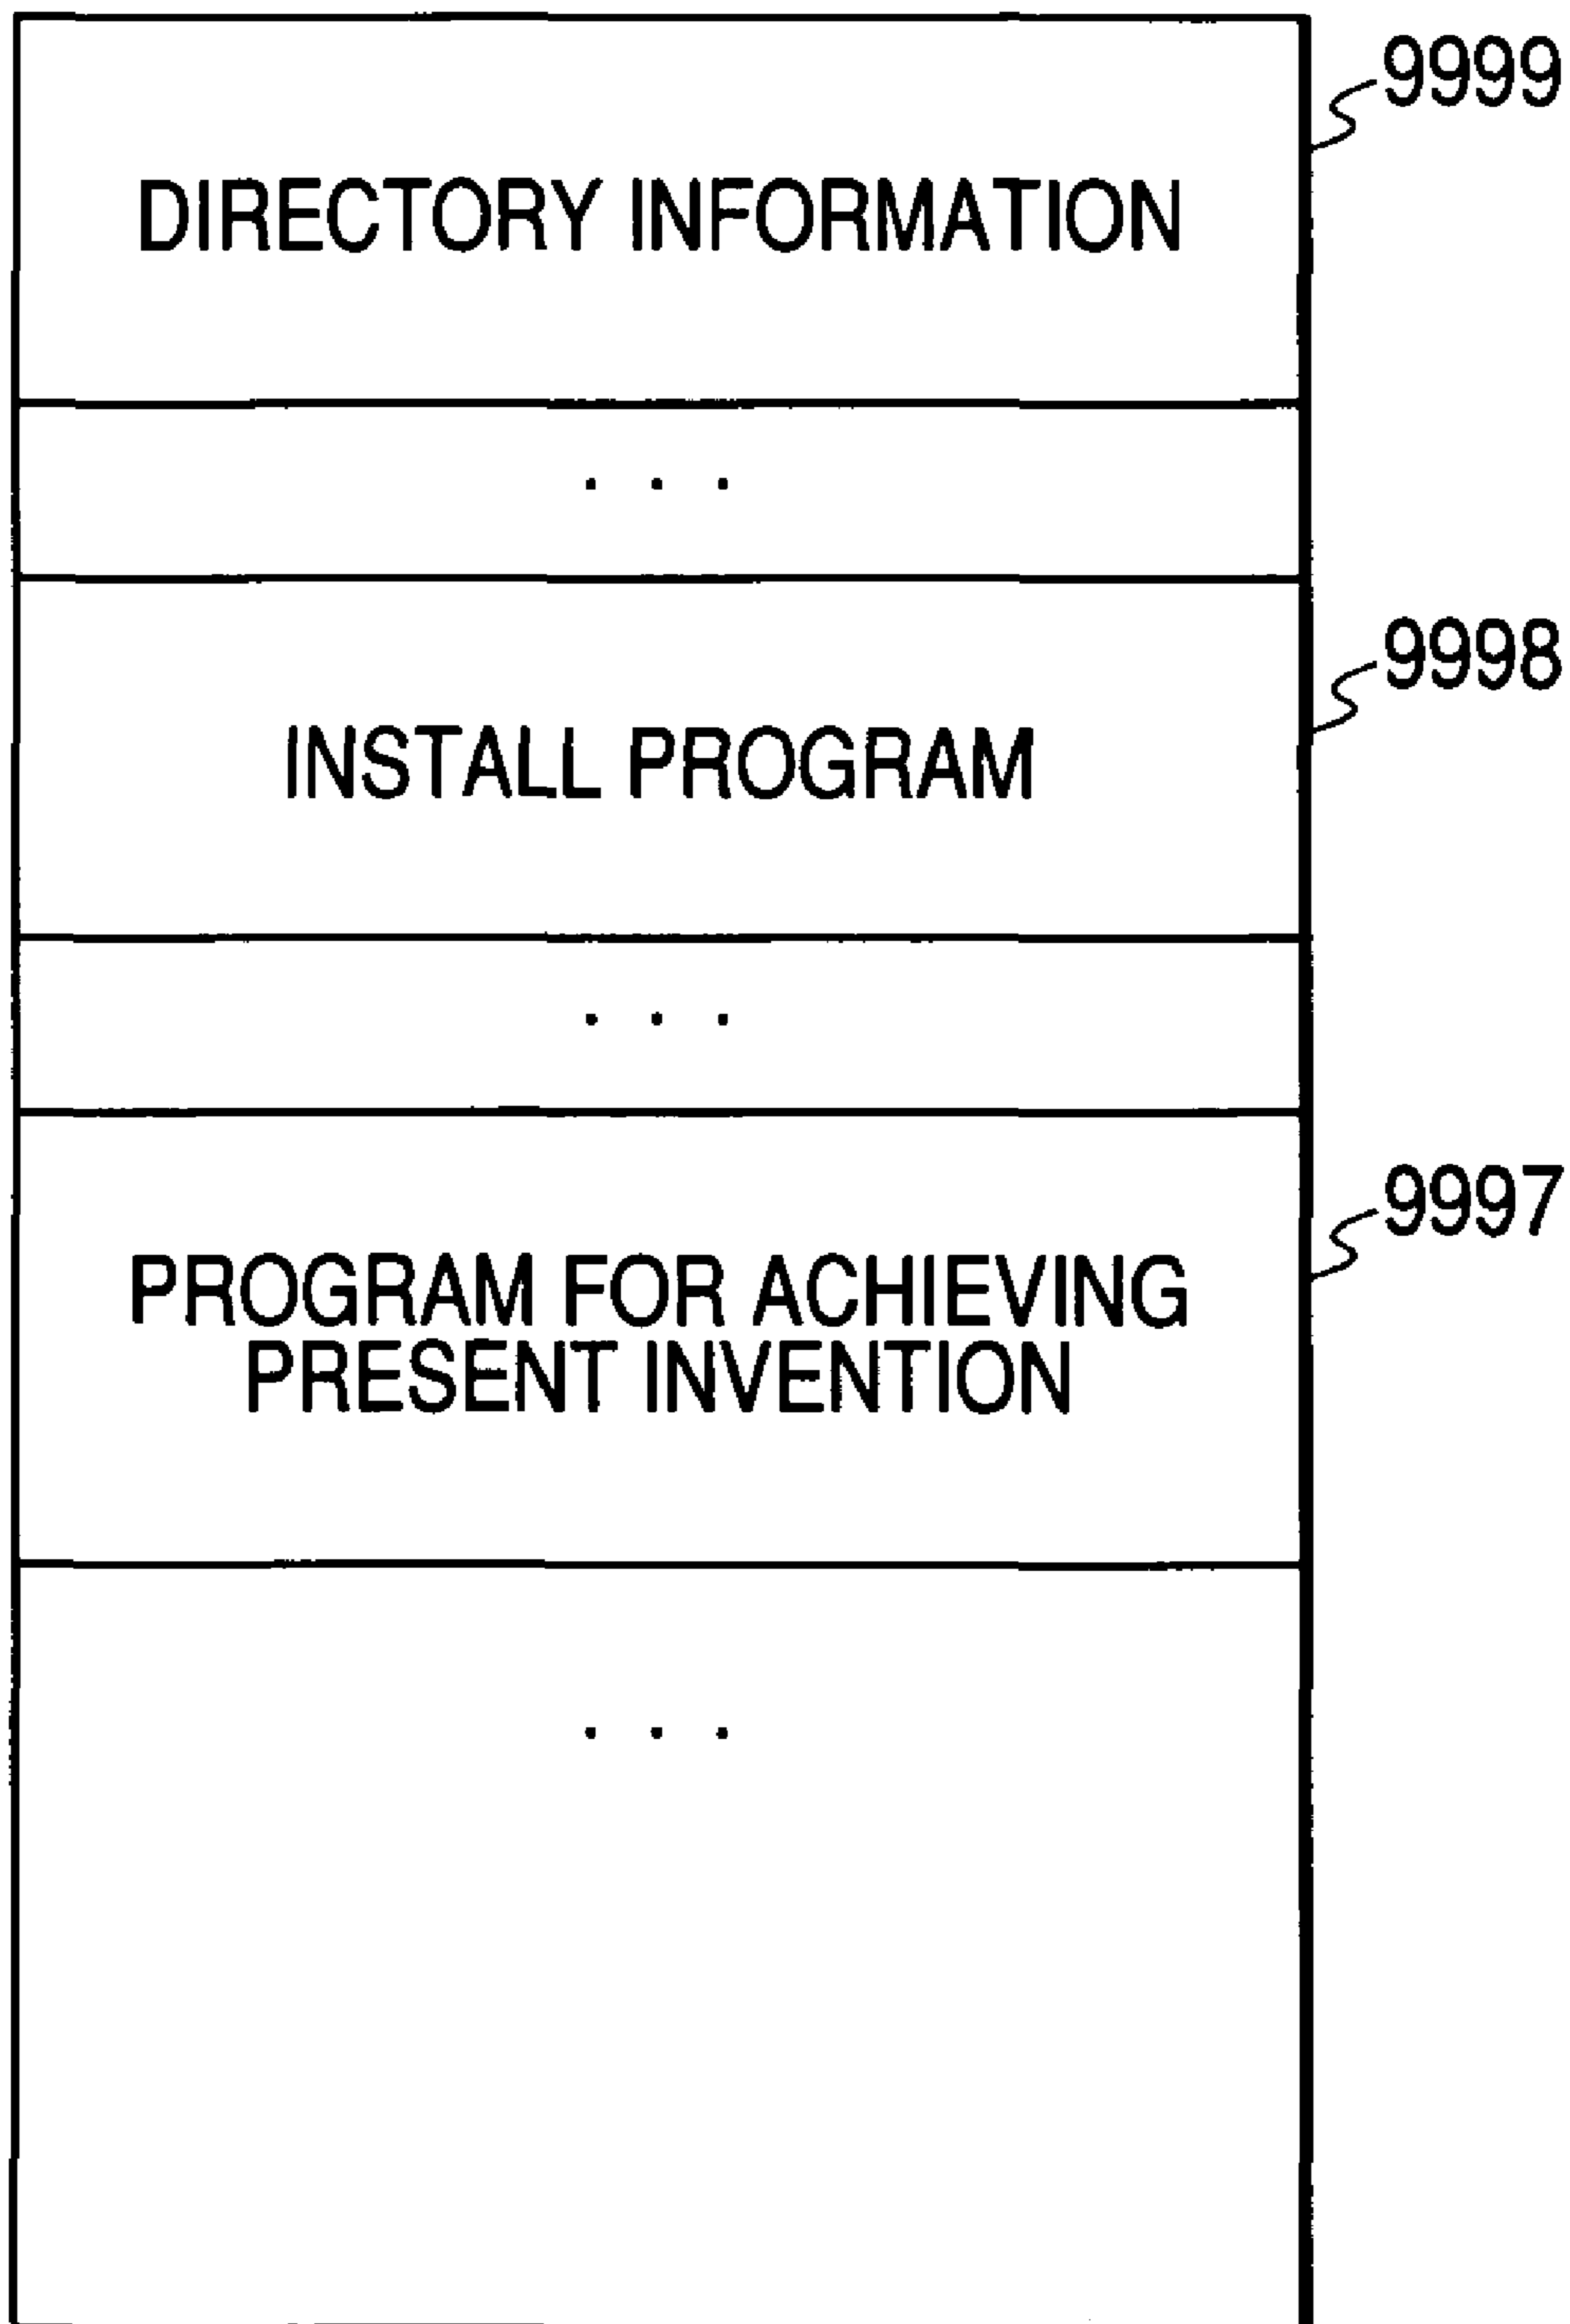 9999
DIRECTORY INFORMATION
. . .
9998
INSTALL PROGRAM
. . .
9997
PROGRAM FOR ACHIEVING
PRESENT INVENTION
. . .